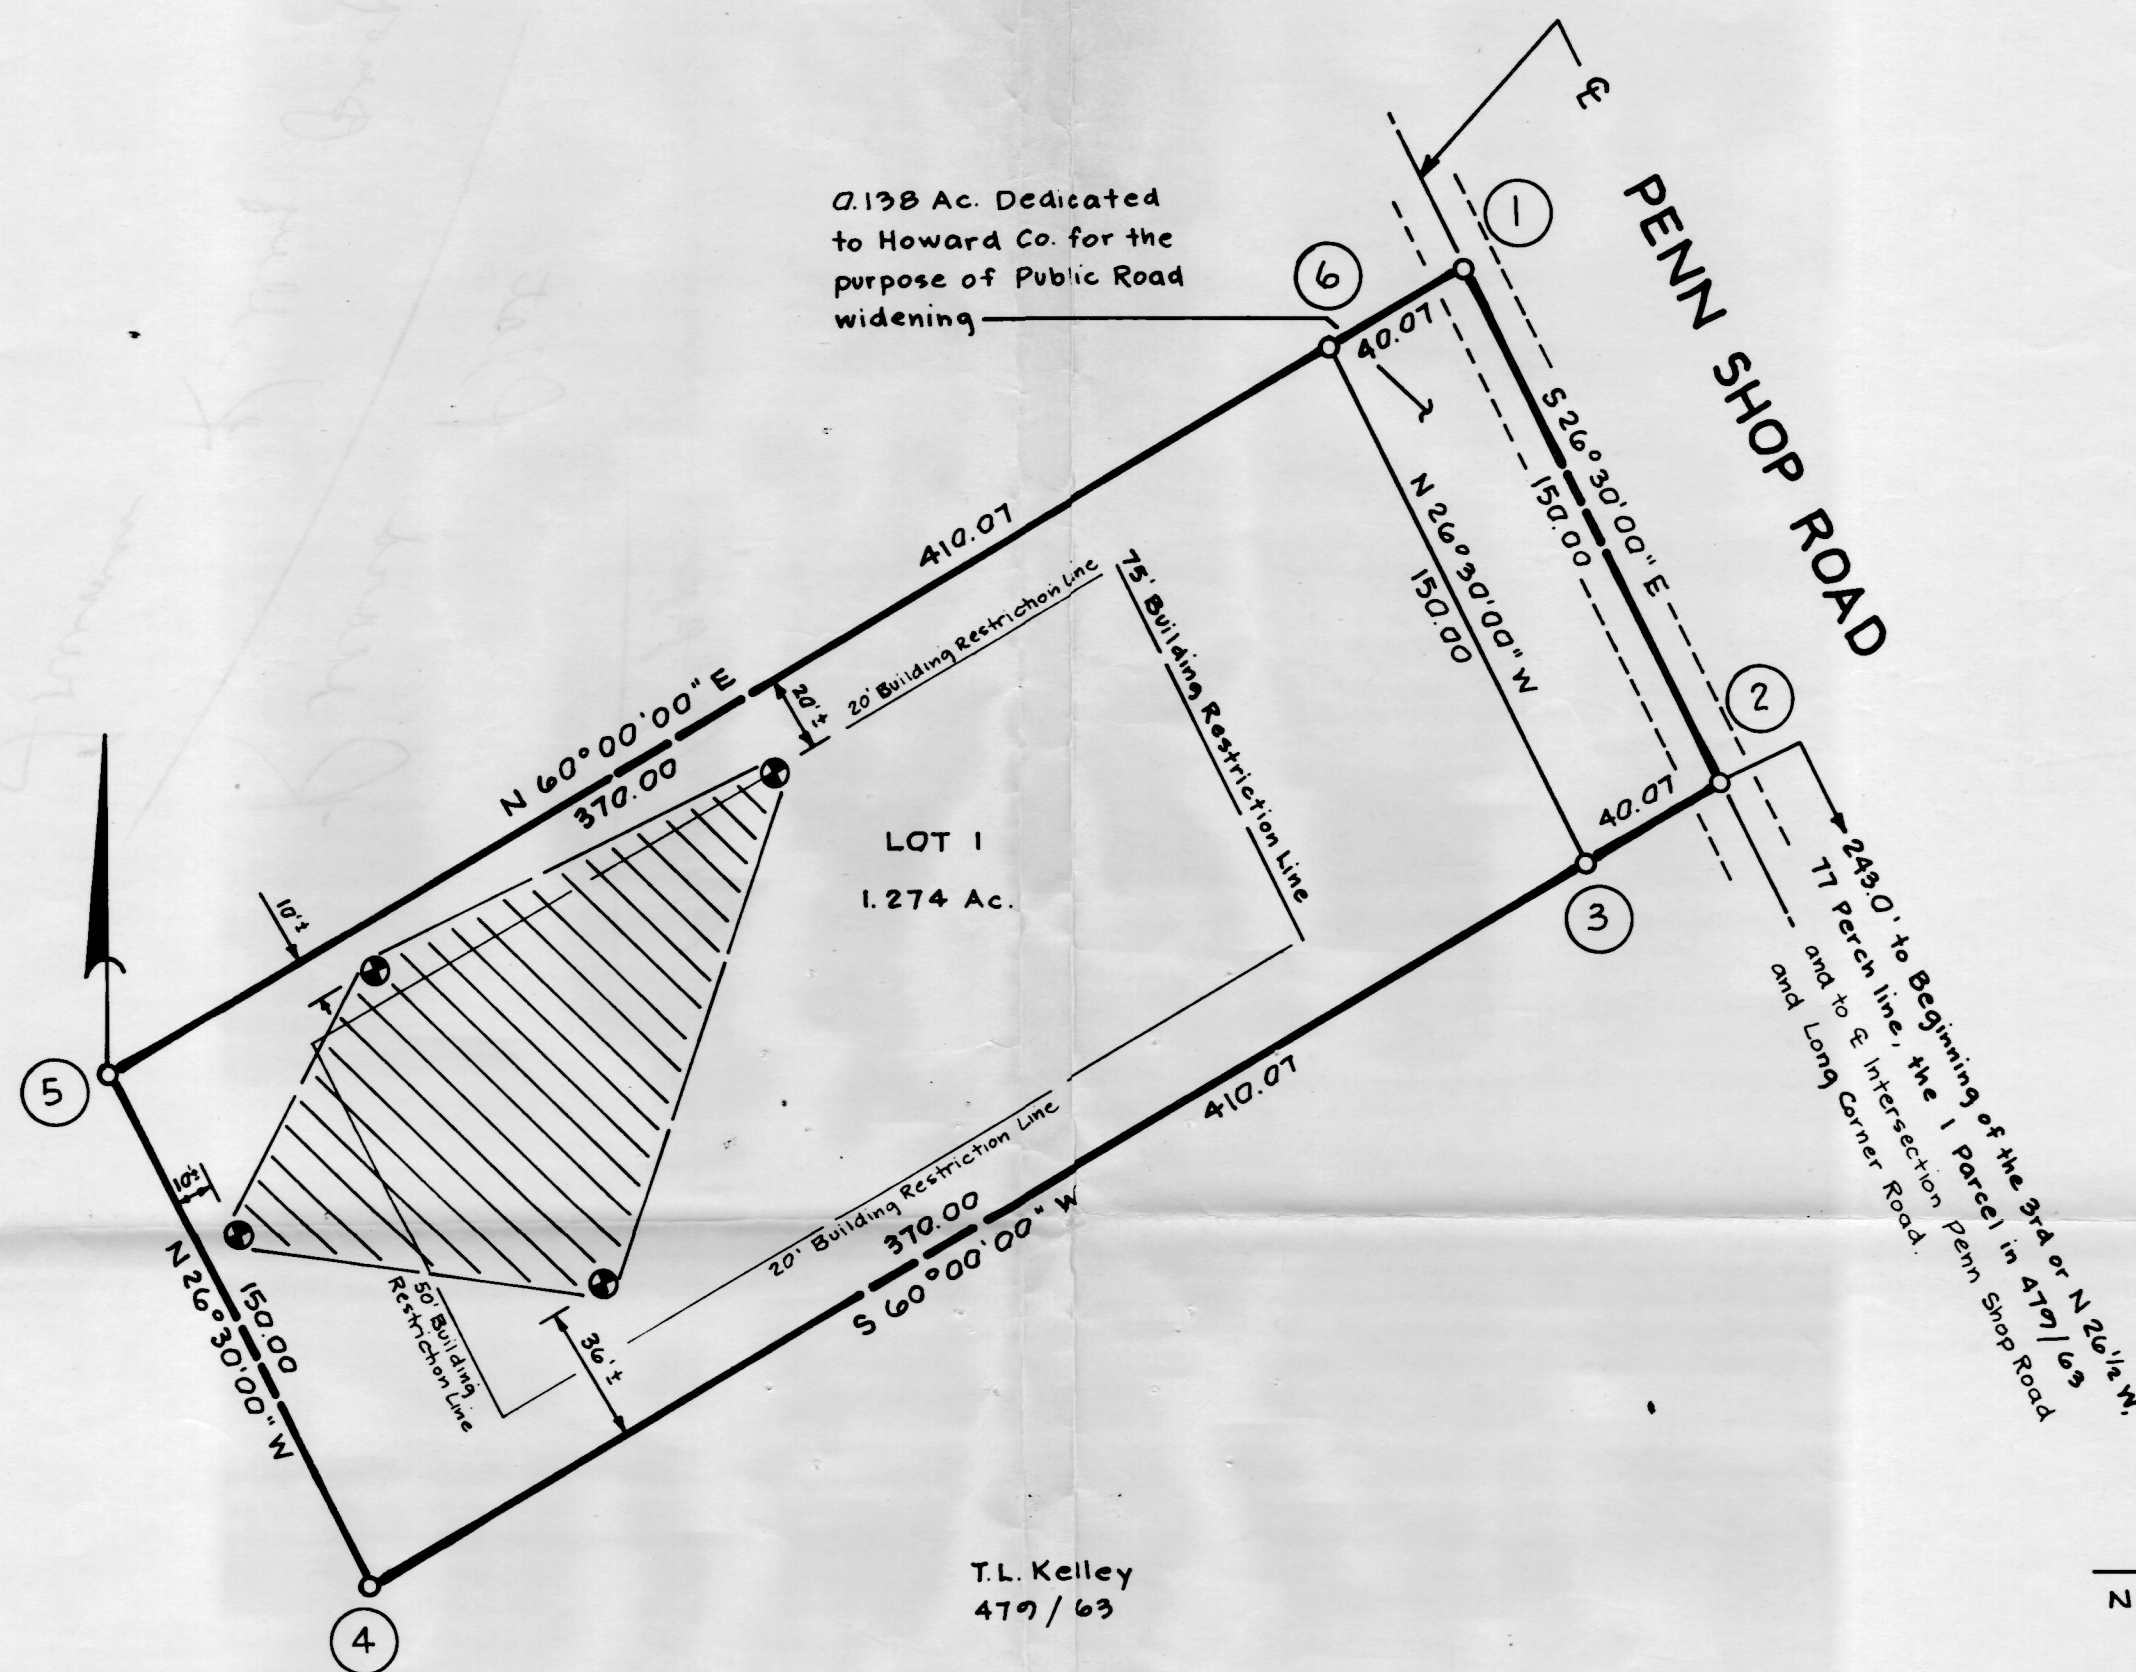 ℄
PENN SHOP ROAD
0.138 Ac. Dedicated
to Howard Co. for the
purpose of Public Road
widening
1
6
40.07
S 26° 30' 00" E
150.00
N 26° 30' 00" W
150.00
410.07
20' Building Restriction Line
75' Building Restriction Line
20'±
N 60° 00' 00" E
370.00
2
40.07
3
LOT 1
1.274 Ac.
10'±
243.0' to Beginning of the 3rd or N 26 1/2 W,
77 Perch line, the 1 Parcel in 479/63
and to ℄ Intersection Penn Shop Road
and Long Corner Road.
5
10'±
410.07
20' Building Restriction Line
370.00
S 60° 00' 00" W
N 26° 30' 00" W
150.00
50' Building
Restriction Line
36'±
T.L. Kelley
479/63
4
N